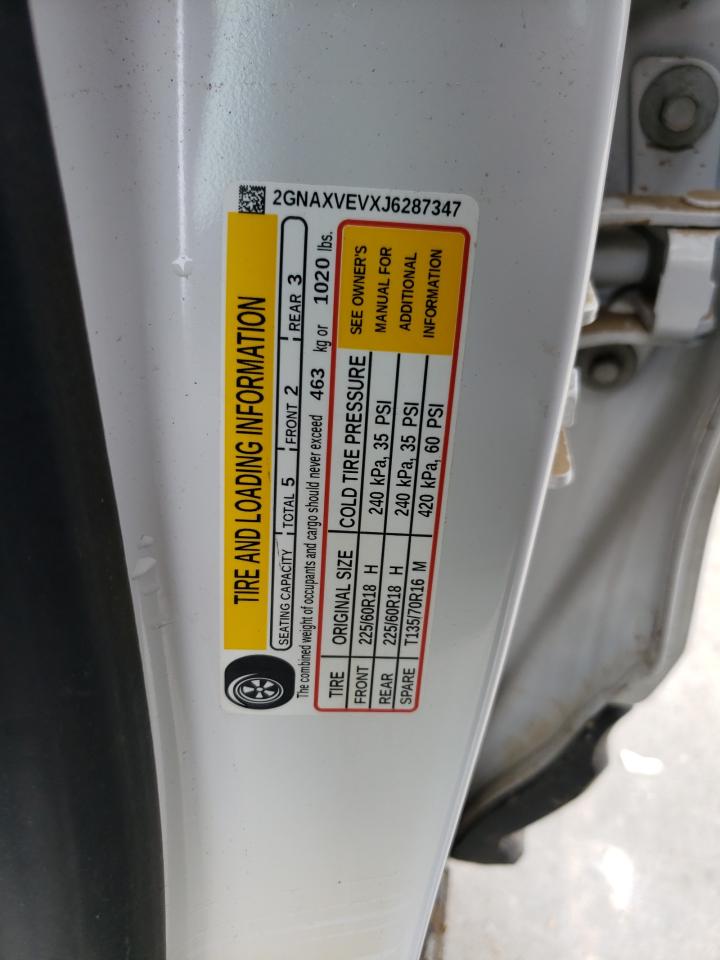 2GNAXVEVXJ6287347
TIRE AND LOADING INFORMATION
SEATING CAPACITY TOTAL 5 FRONT 2 REAR 3
The combined weight of occupants and cargo should never exceed 463 kg or 1020 lbs.
TIRE ORIGINAL SIZE COLD TIRE PRESSURE SEE OWNER'S
FRONT 225/60R18 H 240 kPa, 35 PSI MANUAL FOR
REAR 225/60R18 H 240 kPa, 35 PSI ADDITIONAL
SPARE T135/70R16 M 420 kPa, 60 PSI INFORMATION